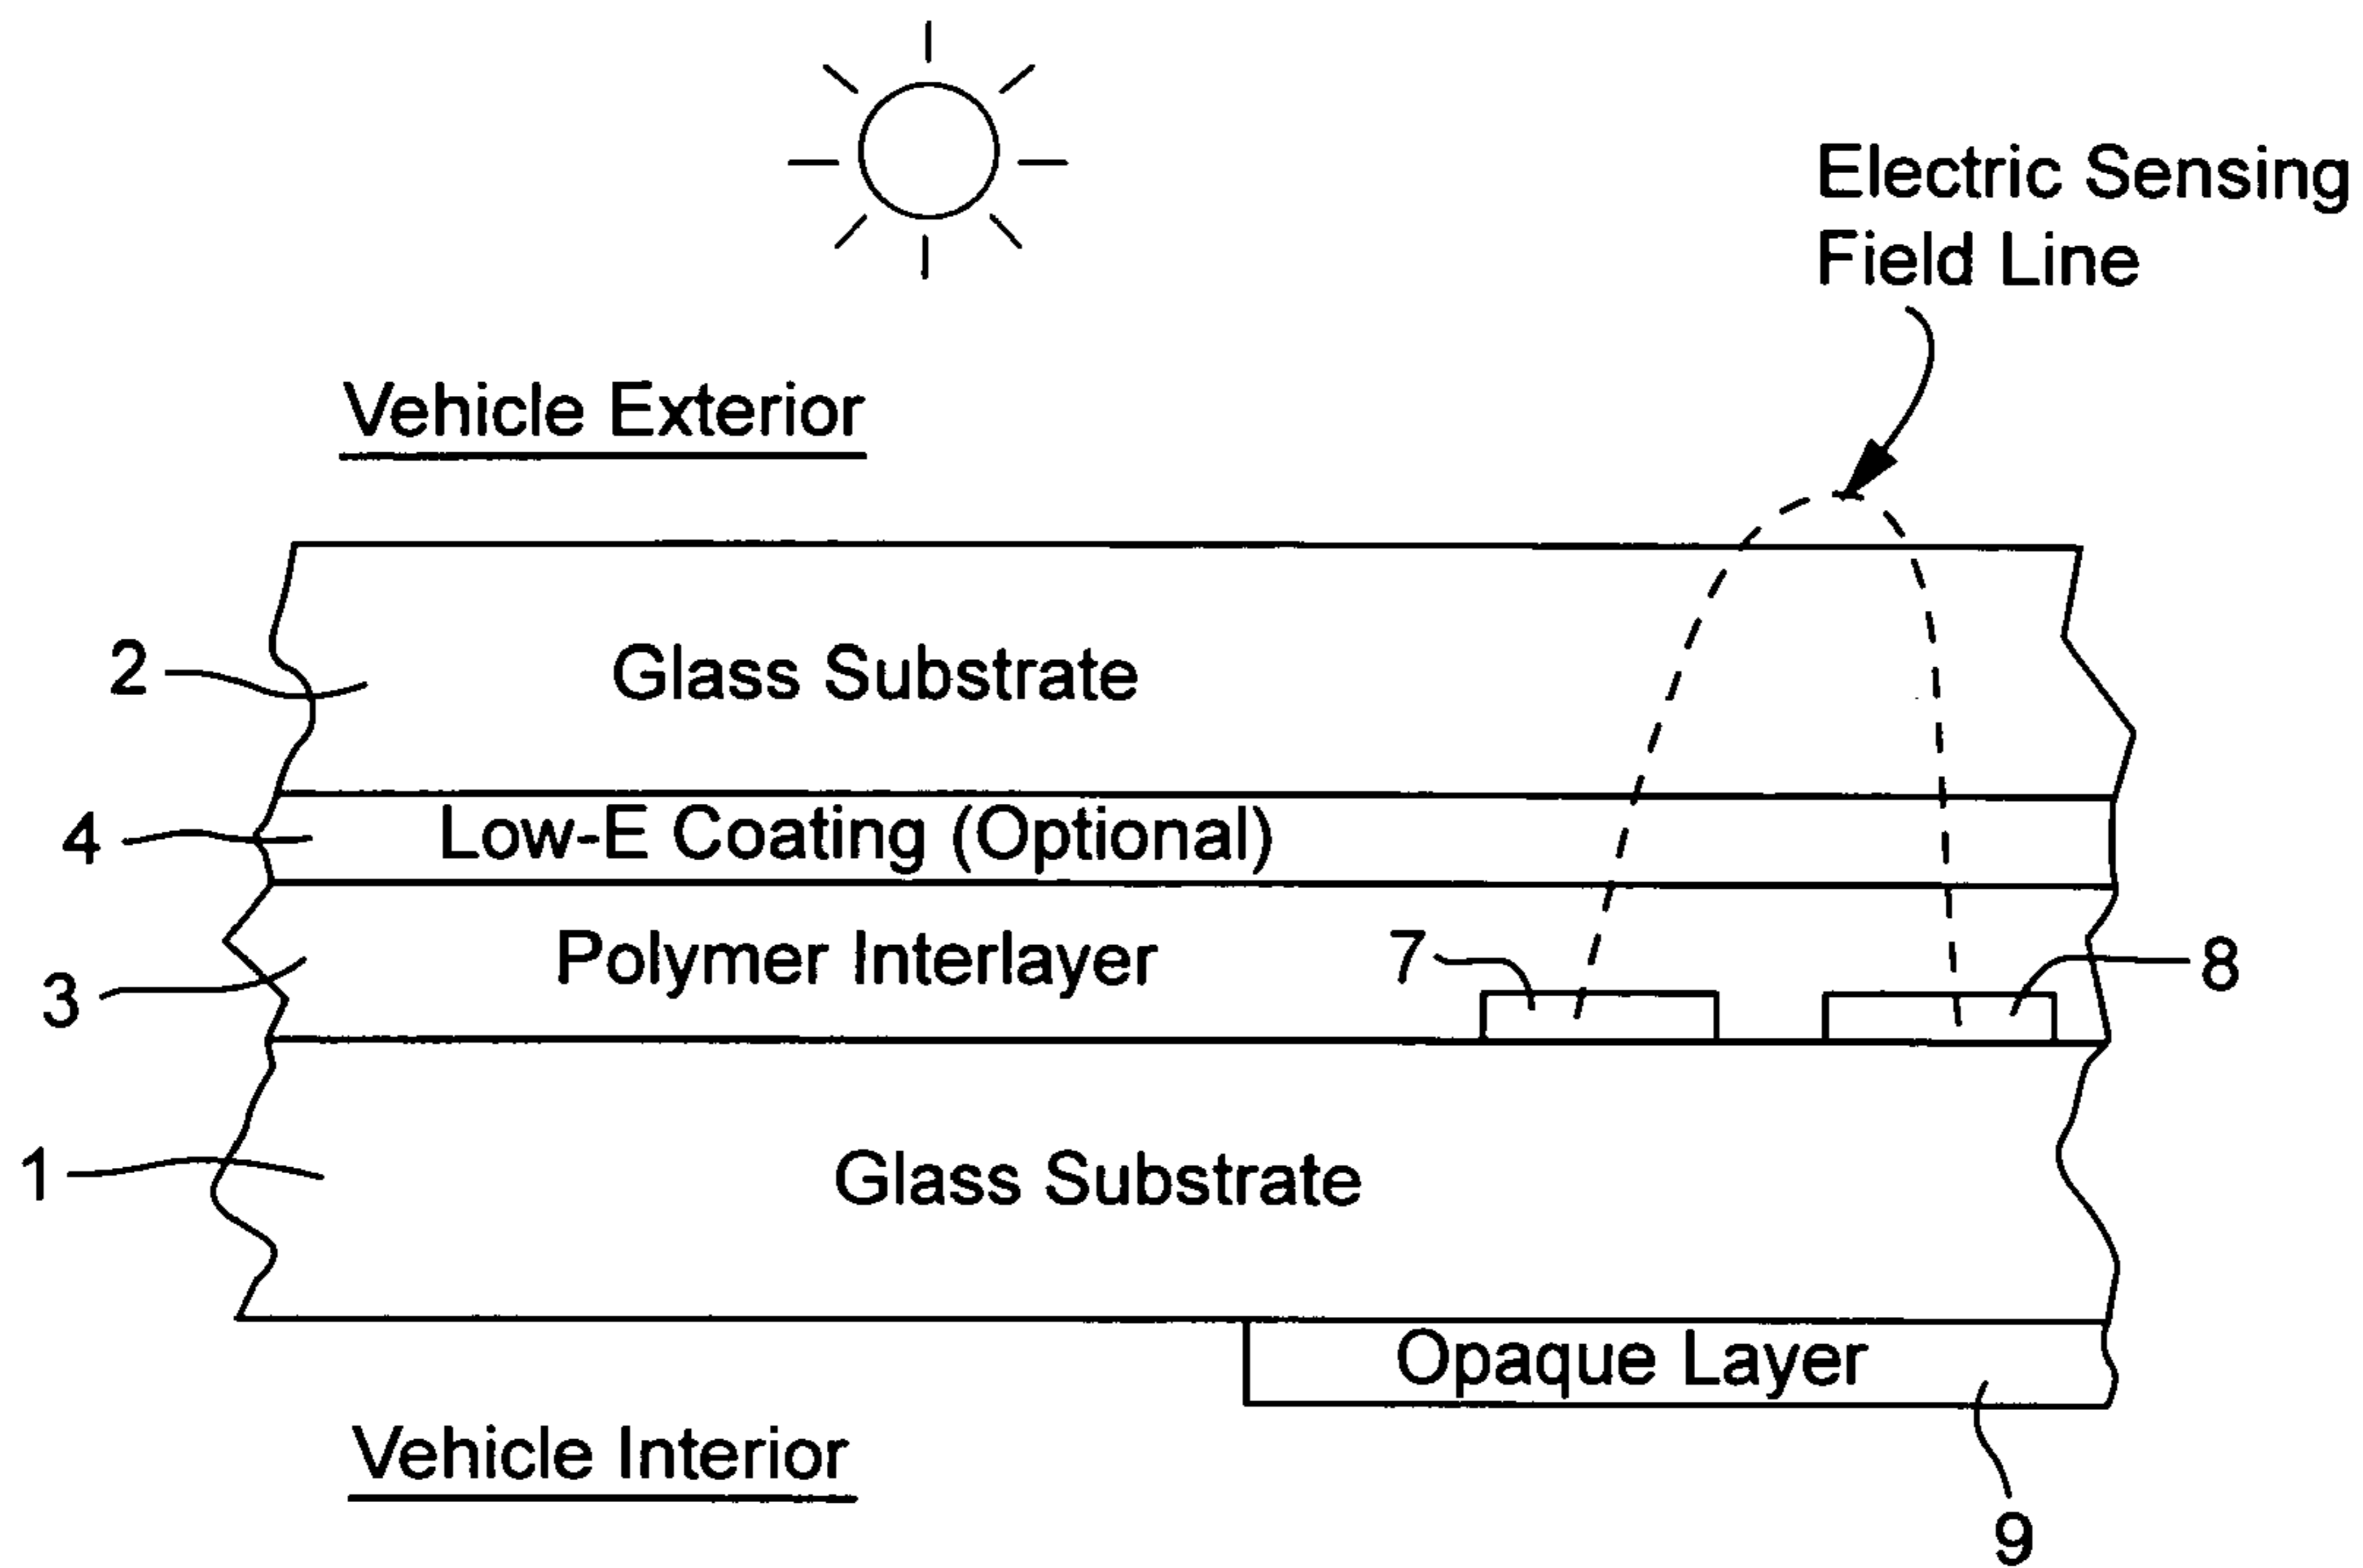 Electric Sensing
Field Line
Vehicle Exterior
2
Glass Substrate
4
Low-E Coating (Optional)
3
Polymer Interlayer
7
8
1
Glass Substrate
Opaque Layer
Vehicle Interior
9